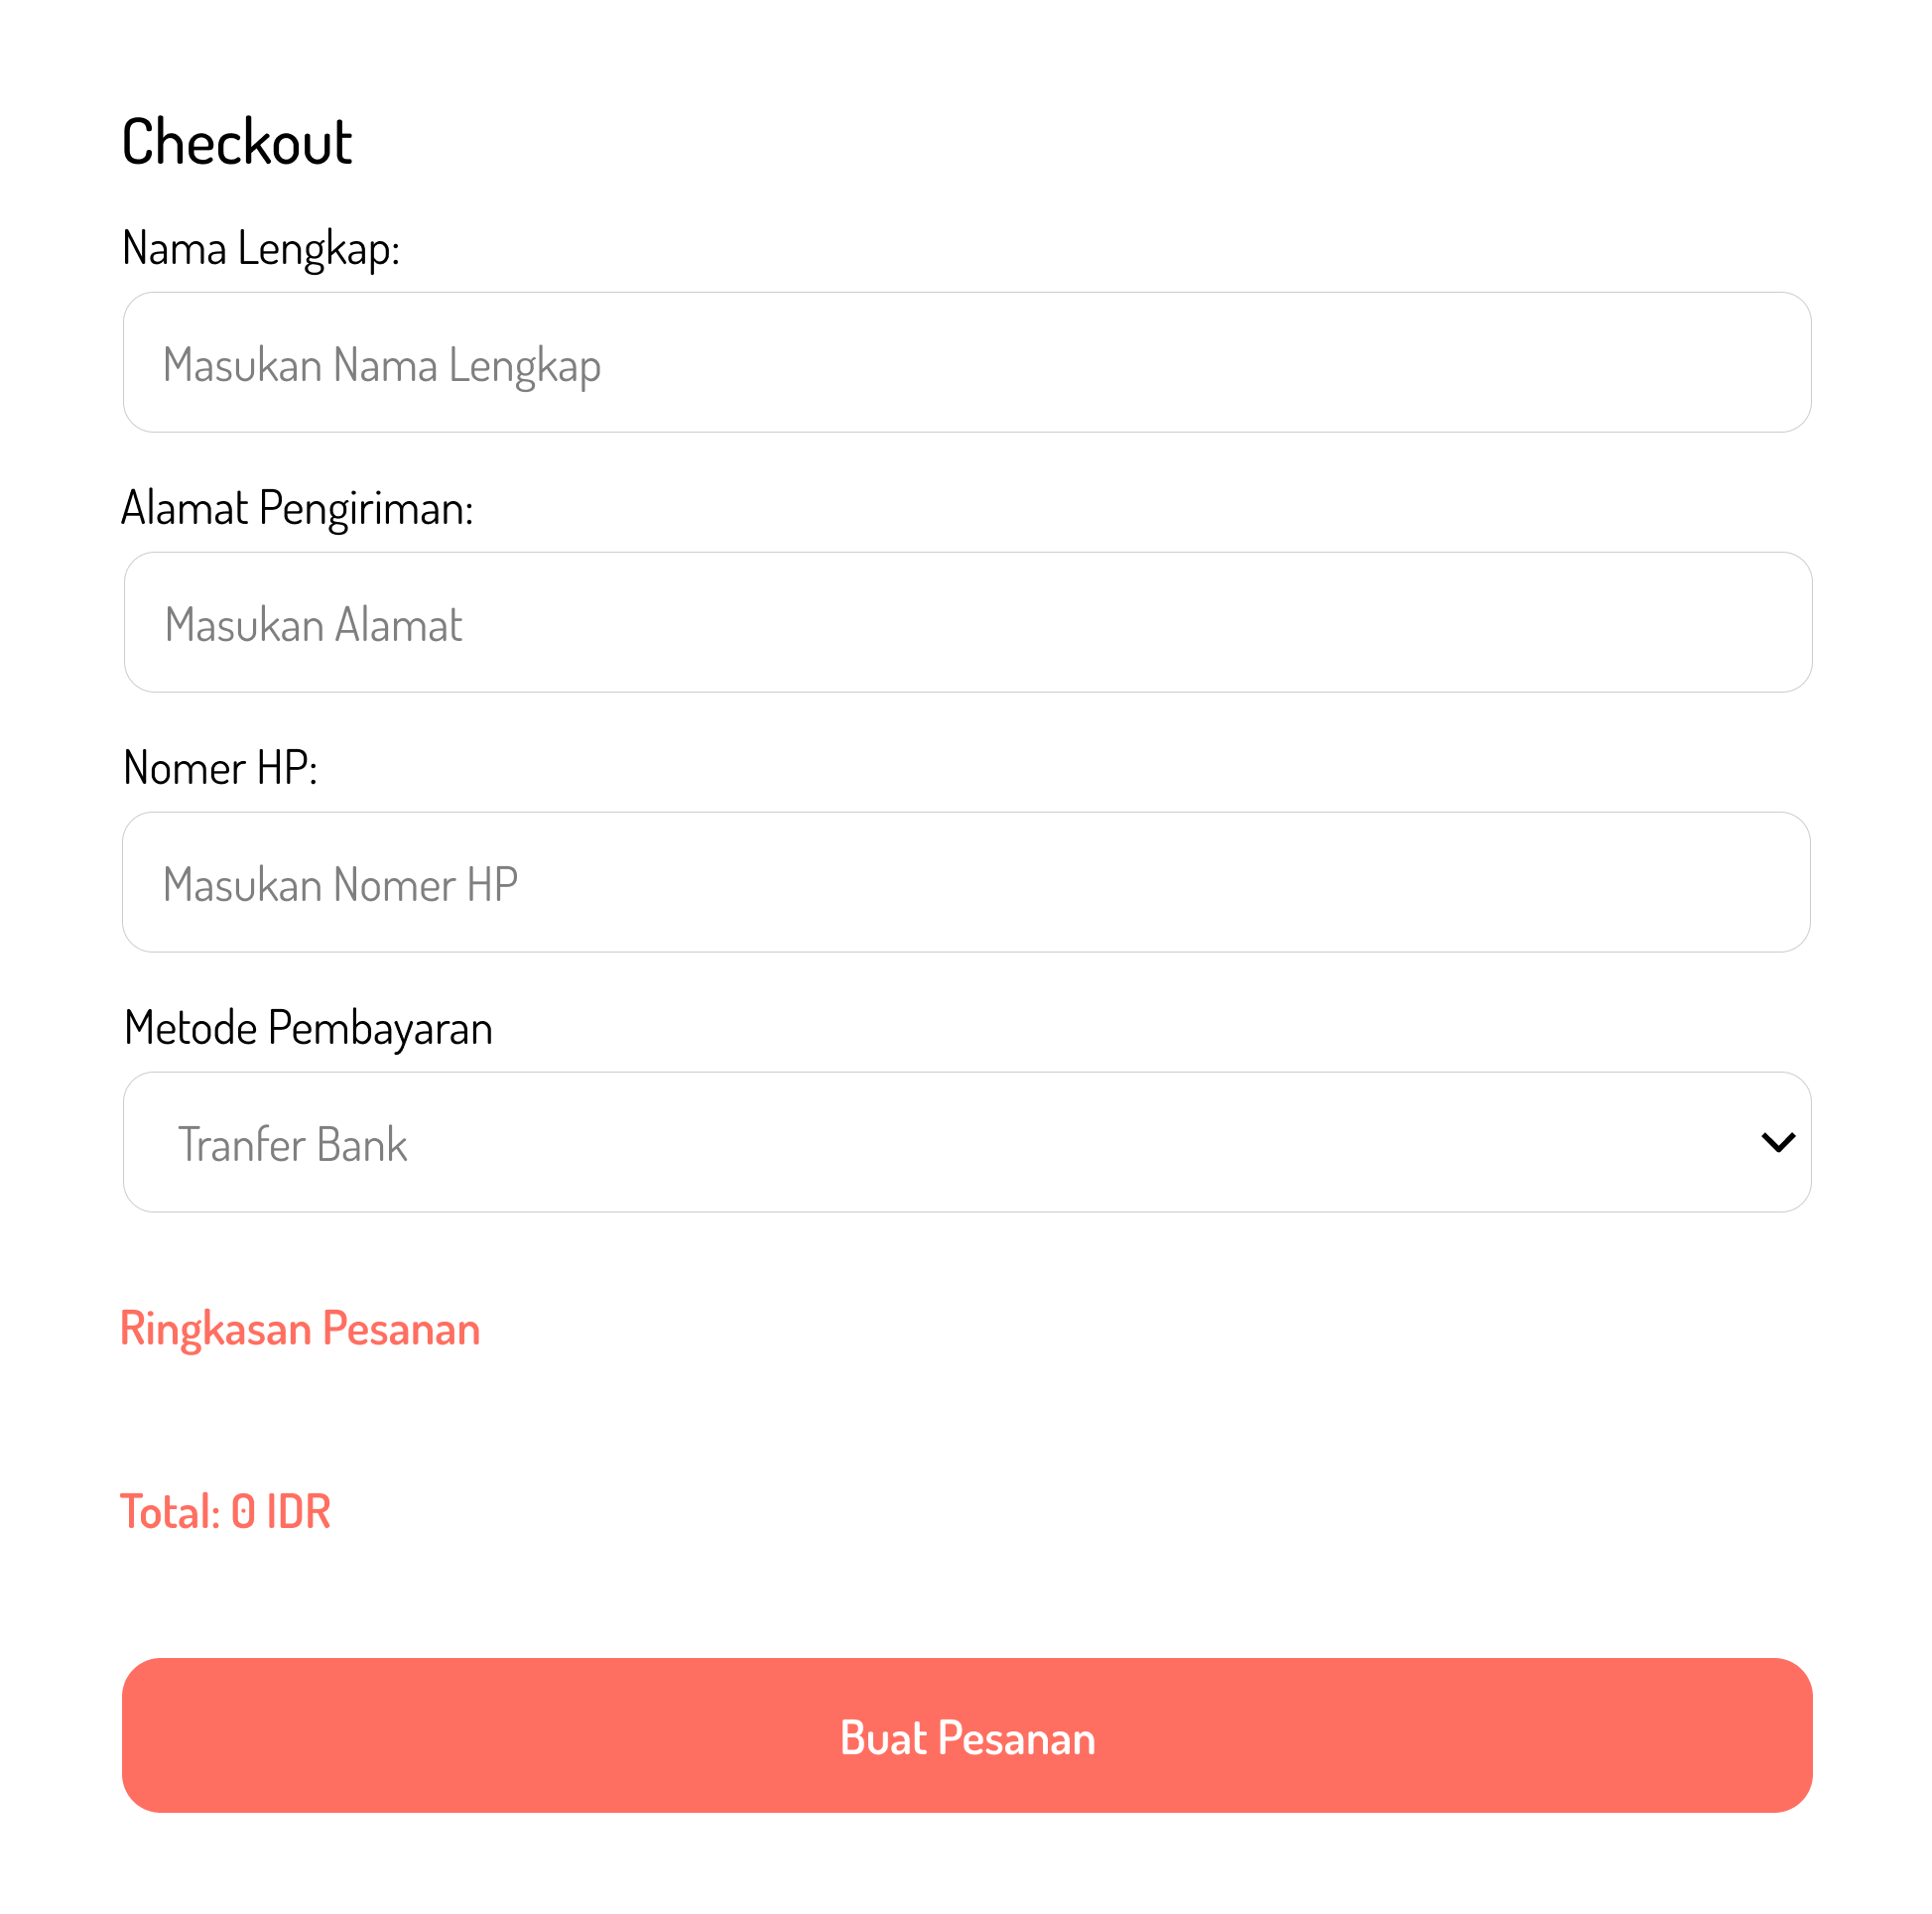 Checkout
Nama Lengkap:
Masukan Nama Lengkap
Alamat Pengiriman:
Masukan Alamat
Nomer HP:
Masukan Nomer HP
Metode Pembayaran
Tranfer Bank
Ringkasan Pesanan
Total: 0 IDR
Buat Pesanan